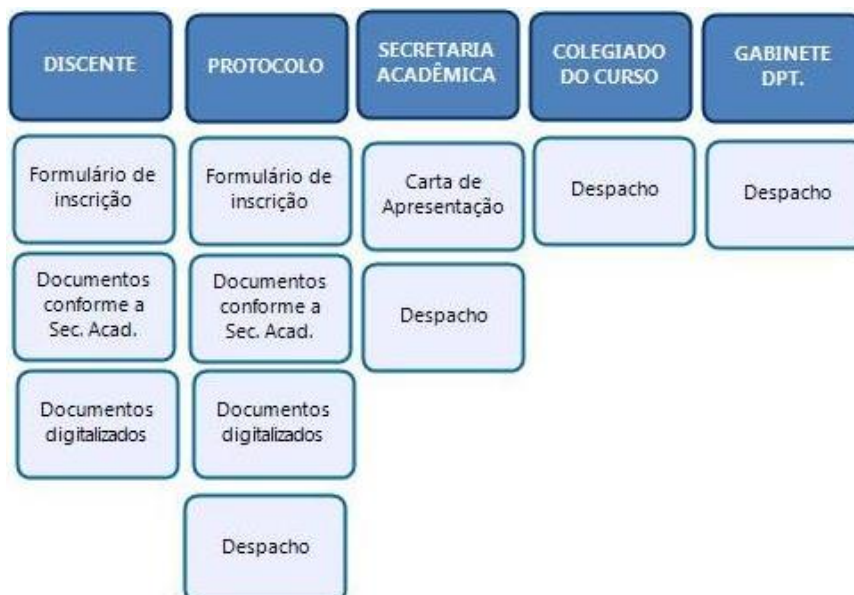 DISCENTE
PROTOCOLO
SECRETARIA
ACADÊMICA
COLEGIADO
DO CURSO
GABINETE
DPT.
Formulário de
inscrição
Formulário de
inscrição
Carta de
Apresentação
Despacho
Despacho
Documentos
conforme a
Sec. Acad.
Documentos
conforme a
Sec. Acad.
Despacho
Documentos
digitalizados
Documentos
digitalizados
Despacho